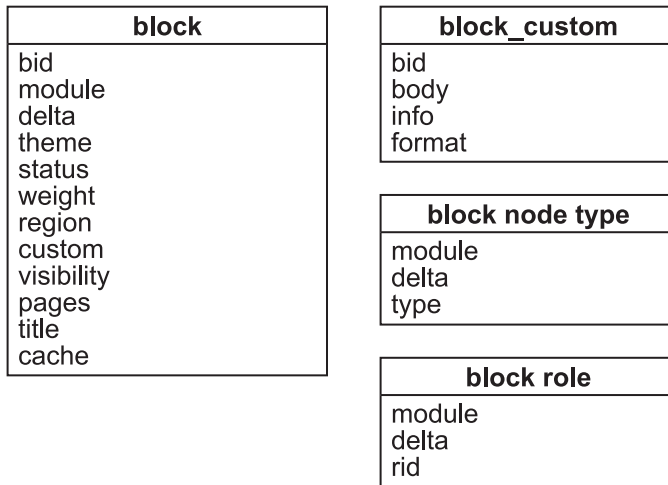 block
bid
module
delta
theme
status
weight
region
custom
visibility
pages
title
cache
block_custom
bid
body
info
format
block node type
module
delta
type
block role
module
delta
rid